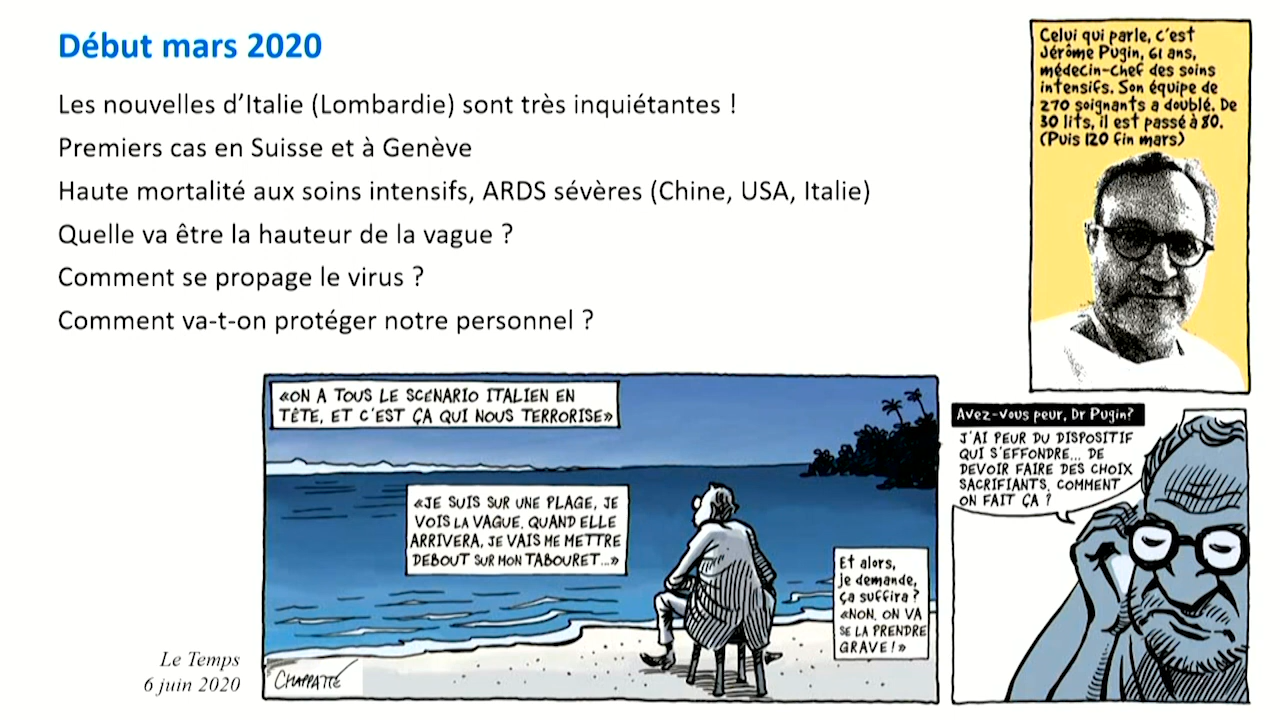 Début mars 2020
Les nouvelles d'Italie (Lombardie) sont très inquiétantes !
Premiers cas en Suisse et à Genève
Haute mortalité aux soins intensifs, ARDS sévères (Chine, USA, Italie)
Quelle va être la hauteur de la vague ?
Comment se propage le virus ?
Comment va-t-on protéger notre personnel ?
Celui qui parle, c'est
Jérôme Pugin, 61 ans,
médecin-chef des soins
intensifs. Son équipe de
270 soignants a doublé. De
30 lits, il est passé à 80.
(Puis 120 fin mars)
«ON A TOUS LE SCÉNARIO ITALIEN EN
TÊTE, ET C'EST ÇA QUI NOUS TERRORISE»
«JE SUIS SUR UNE PLAGE, JE
VOIS LA VAGUE. QUAND ELLE
ARRIVERA, JE VAIS ME METTRE
DEBOUT SUR MON TABOURET...»
Et alors,
je demande,
ça suffira ?
«NON. ON VA
SE LA PRENDRE
GRAVE!»
CHAPPATTE
Avez-vous peur, Dr Pugin?
J'AI PEUR DU DISPOSITIF
QUI S'EFFONDRE... DE
DEVOIR FAIRE DES CHOIX
SACRIFIANTS. COMMENT
ON FAIT ÇA ?
Le Temps
6 juin 2020